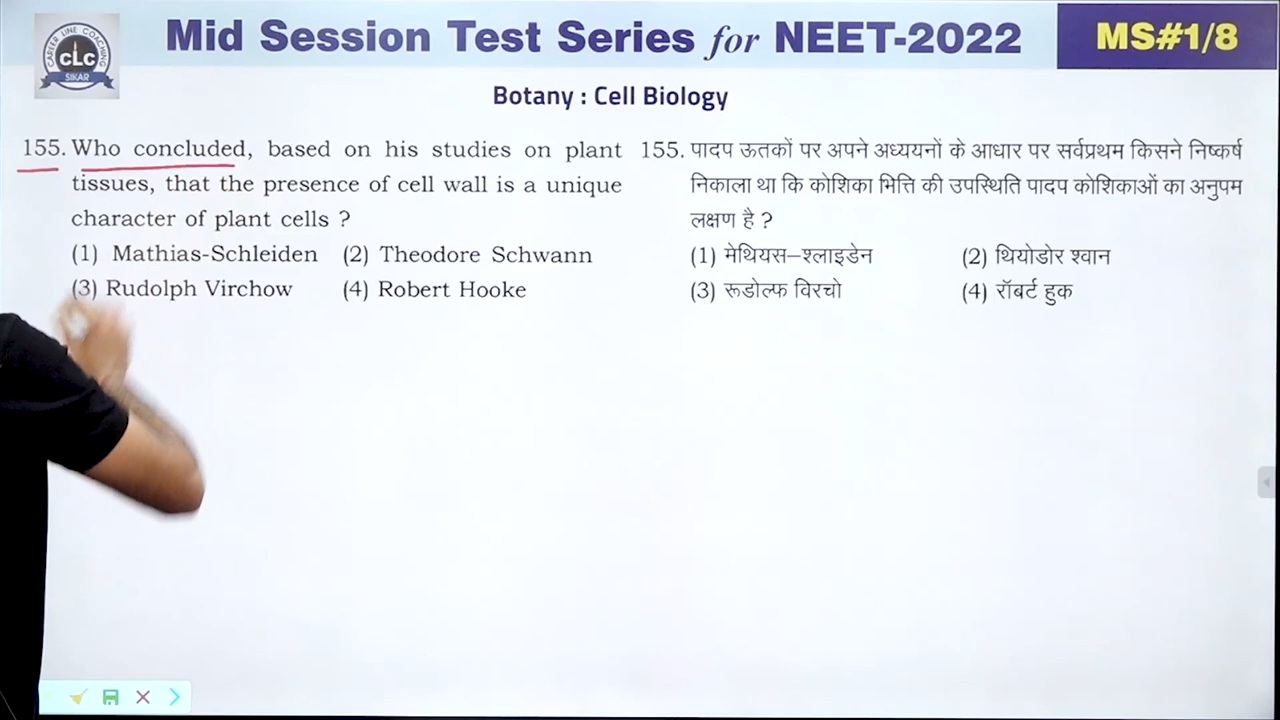 Mid Session Test Series for NEET-2022
MS#1/8
CAREER LINE COACHING
CLC
SIKAR
Botany : Cell Biology
155. Who concluded, based on his studies on plant
tissues, that the presence of cell wall is a unique
character of plant cells ?
(1) Mathias-Schleiden (2) Theodore Schwann
(3) Rudolph Virchow (4) Robert Hooke
155. पादप ऊतकों पर अपने अध्ययनों के आधार पर सर्वप्रथम किसने निष्कर्ष
निकाला था कि कोशिका भित्ति की उपस्थिति पादप कोशिकाओं का अनुपम
लक्षण है ?
(1) मेथियस–श्लाइडेन (2) थियोडोर श्वान
(3) रूडोल्फ विरचो (4) रॉबर्ट हुक